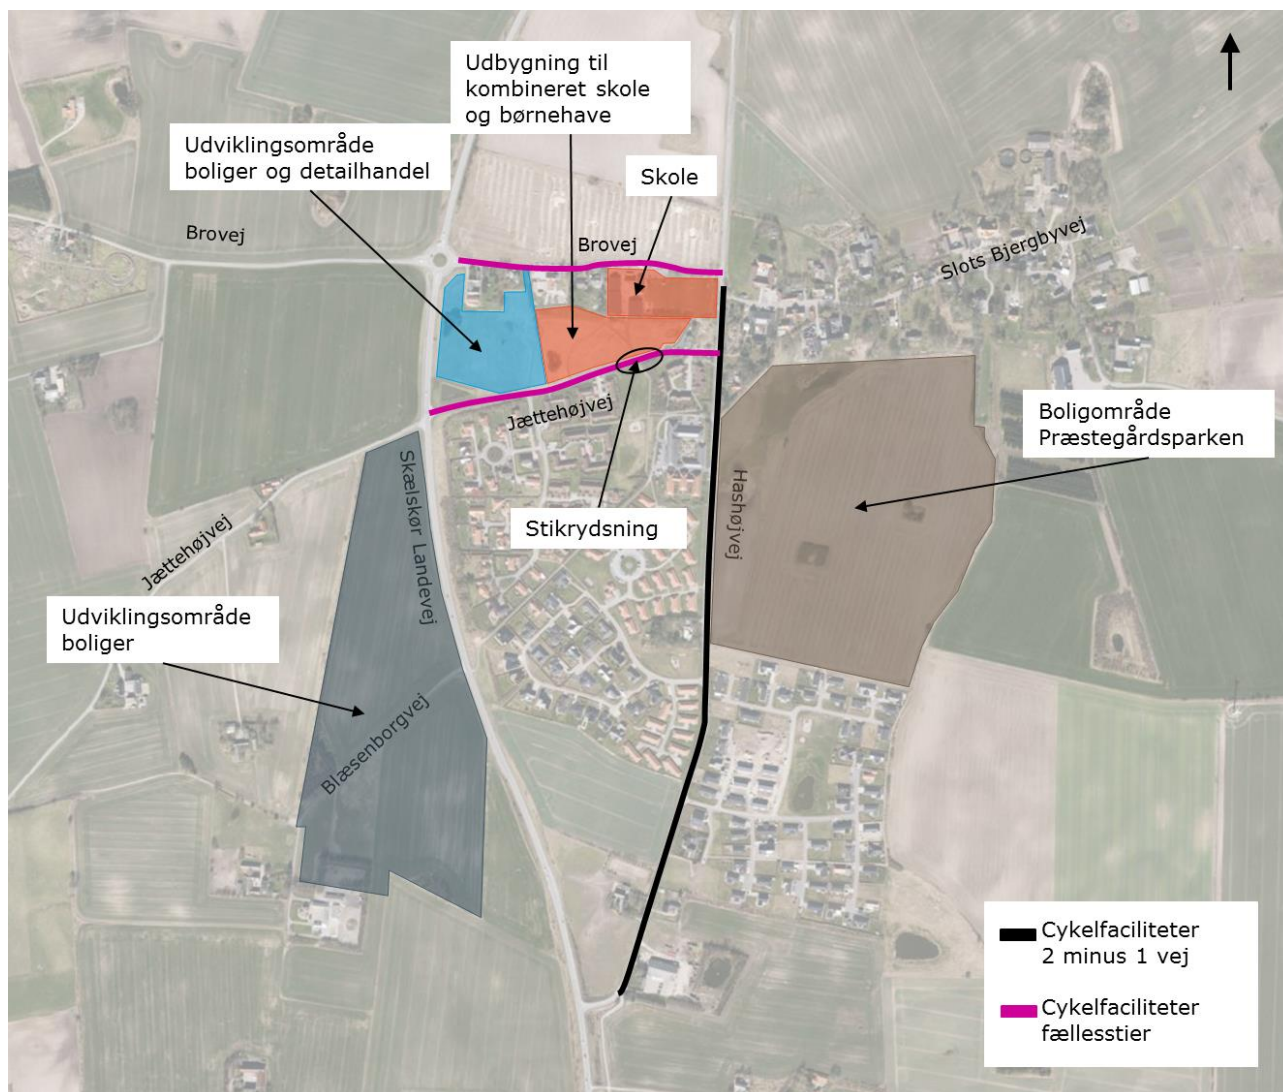 Udbygning til
kombineret skole
og børnehave
Udviklingsområde
boliger og detailhandel
Skole
Brovej
Brovej
Slots Bjergbyvej
Jættehøjvej
Boligområde
Præstegårdsparken
Skælskør Landevej
Hashøjvej
Stikrydsning
Jættehøjvej
Udviklingsområde
boliger
Blæsenborgvej
Cykelfaciliteter
2 minus 1 vej
Cykelfaciliteter
fællesstier